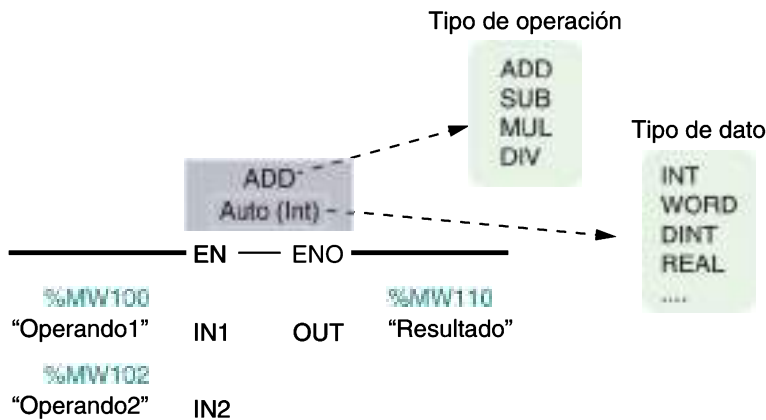 Tipo de operación
ADD
SUB
MUL
DIV
Tipo de dato
INT
WORD
DINT
REAL
....
ADD
Auto (Int)
EN ENO
%MW100 %MW110
“Operando1” IN1 OUT “Resultado”
%MW102
“Operando2” IN2